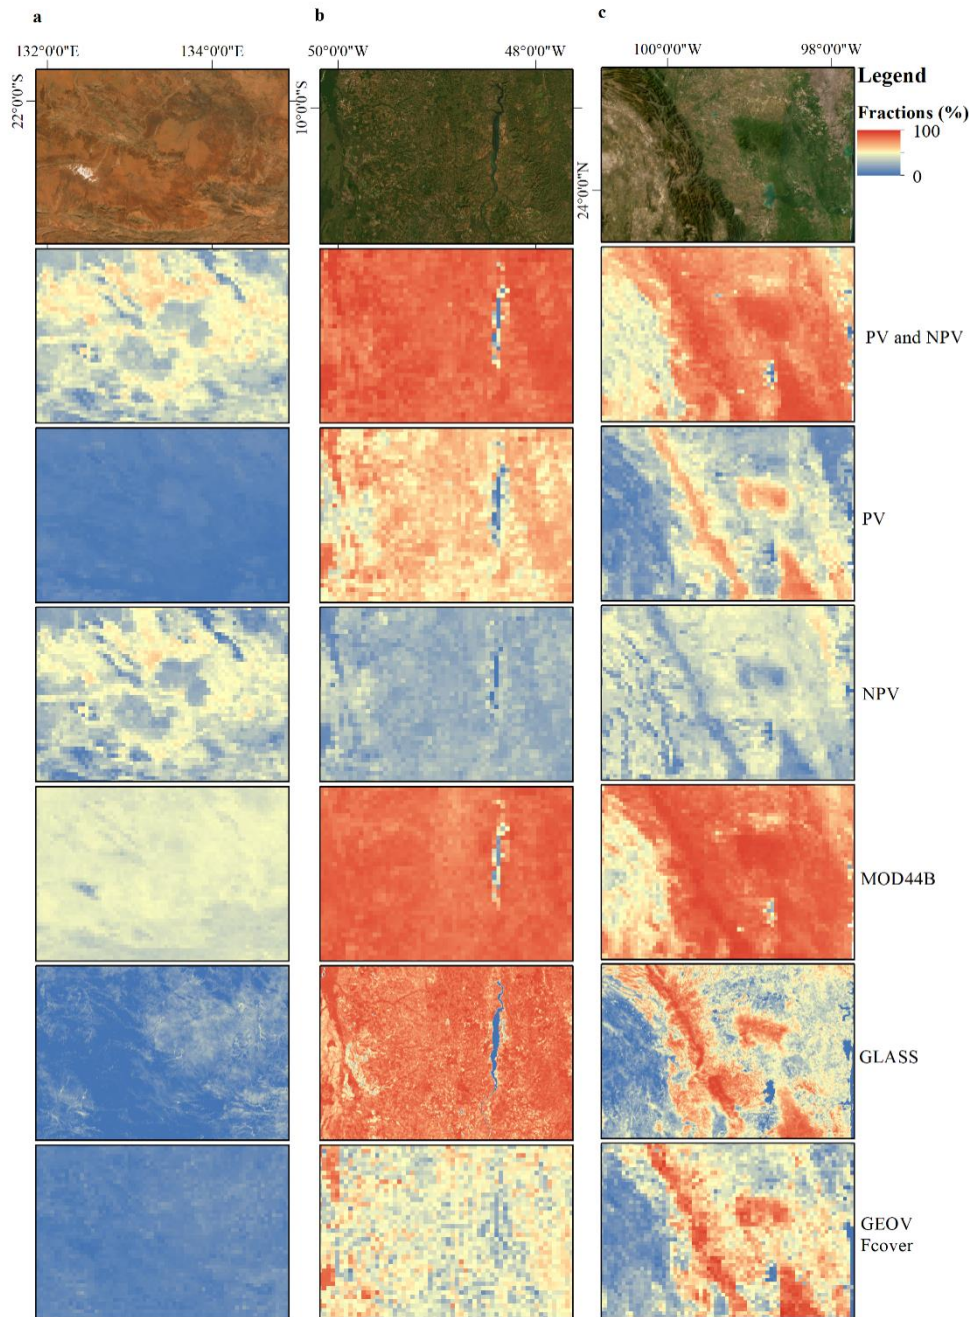 a
b
c
132°0'0"E
134°0'0"E
50°0'0"W
48°0'0"W
100°0'0"W
98°0'0"W
22°0'0"S
10°0'0"S
24°0'0"N
Legend
Fractions (%)
100
0
PV and NPV
PV
NPV
MOD44B
GLASS
GEOV
Fcover